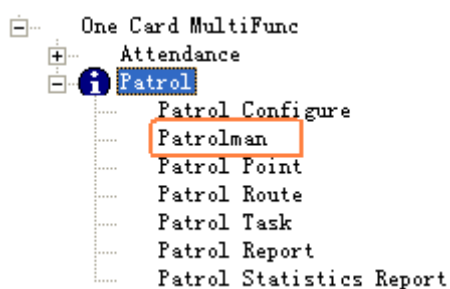 One Card MultiFunc
Attendance
Patrol
Patrol Configure
Patrolman
Patrol Point
Patrol Route
Patrol Task
Patrol Report
Patrol Statistics Report